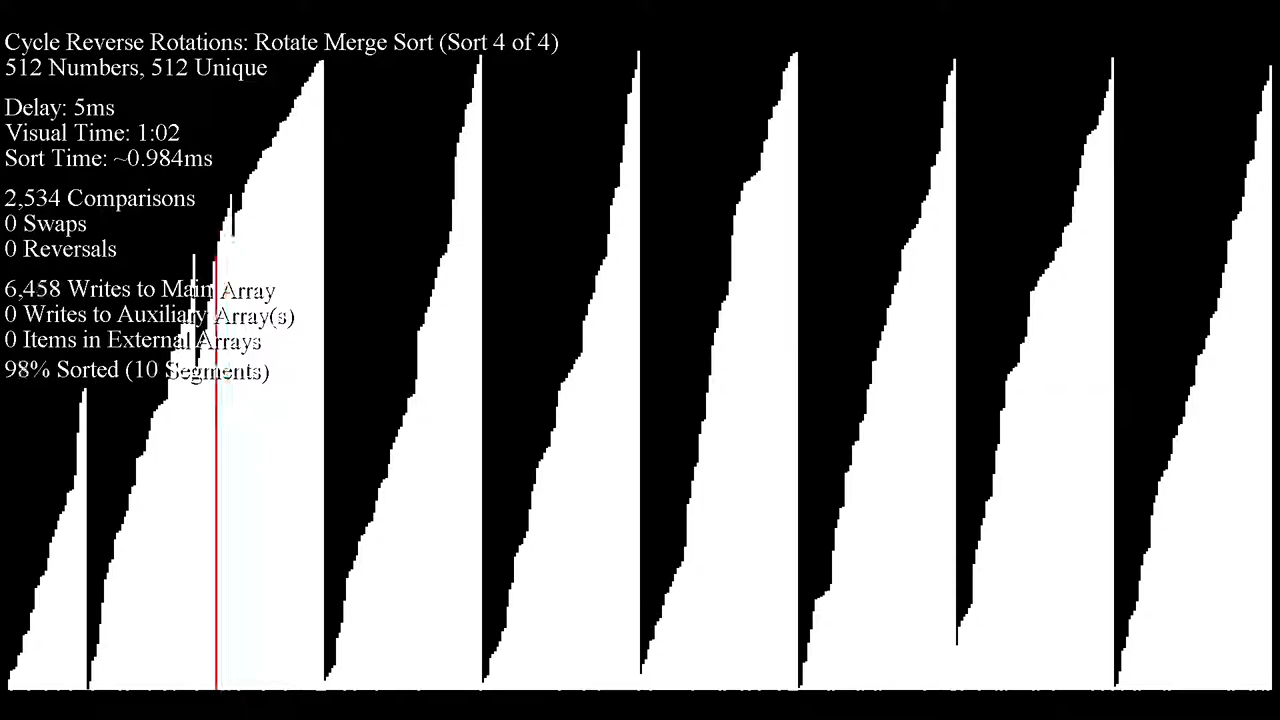 Cycle Reverse Rotations: Rotate Merge Sort (Sort 4 of 4)
512 Numbers, 512 Unique
Delay: 5ms
Visual Time: 1:02
Sort Time: ~0.984ms
2,534 Comparisons
0 Swaps
0 Reversals
6,458 Writes to Main Array
0 Writes to Auxiliary Array(s)
0 Items in External Arrays
98% Sorted (10 Segments)